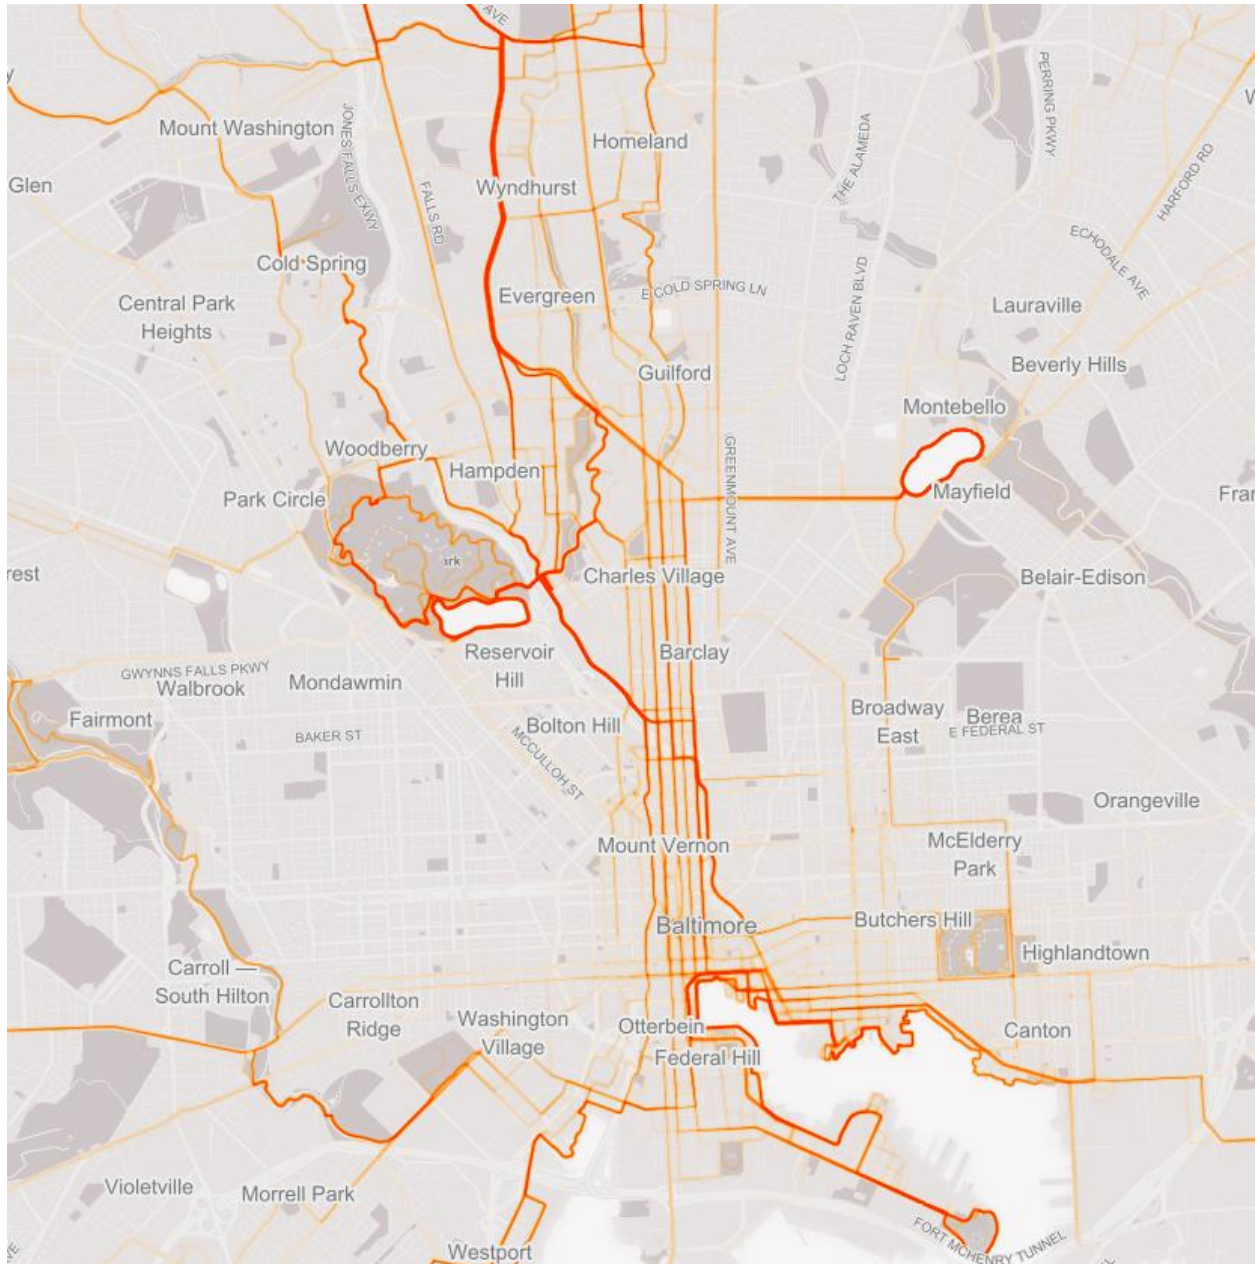 AVE
PERRING PKWY
Mount Washington
JONES FALLS EXWY
Homeland
THE ALAMEDA
HARFORD RD
Glen
FALLS RD
Wyndhurst
ECHODALE AVE
Cold Spring
Evergreen
E COLD SPRING LN
LOCH RAVEN BLVD
Central Park
Heights
Lauraville
Guilford
Beverly Hills
Montebello
Woodberry
Hampden
GREENMOUNT AVE
Park Circle
Mayfield
Fran
ark
rest
Charles Village
Belair-Edison
Reservoir
Hill
Barclay
GWYNNS FALLS PKWY
Walbrook
Mondawmin
Fairmont
Bolton Hill
Broadway
East
Berea
E FEDERAL ST
BAKER ST
MCCULLOH ST
Orangeville
Mount Vernon
McElderry
Park
Baltimore
Butchers Hill
Highlandtown
Carroll —
South Hilton
Carrollton
Ridge
Washington
Village
Otterbein
Canton
Federal Hill
Violetville
Morrell Park
Westport
FORT MCHENRY TUNNEL